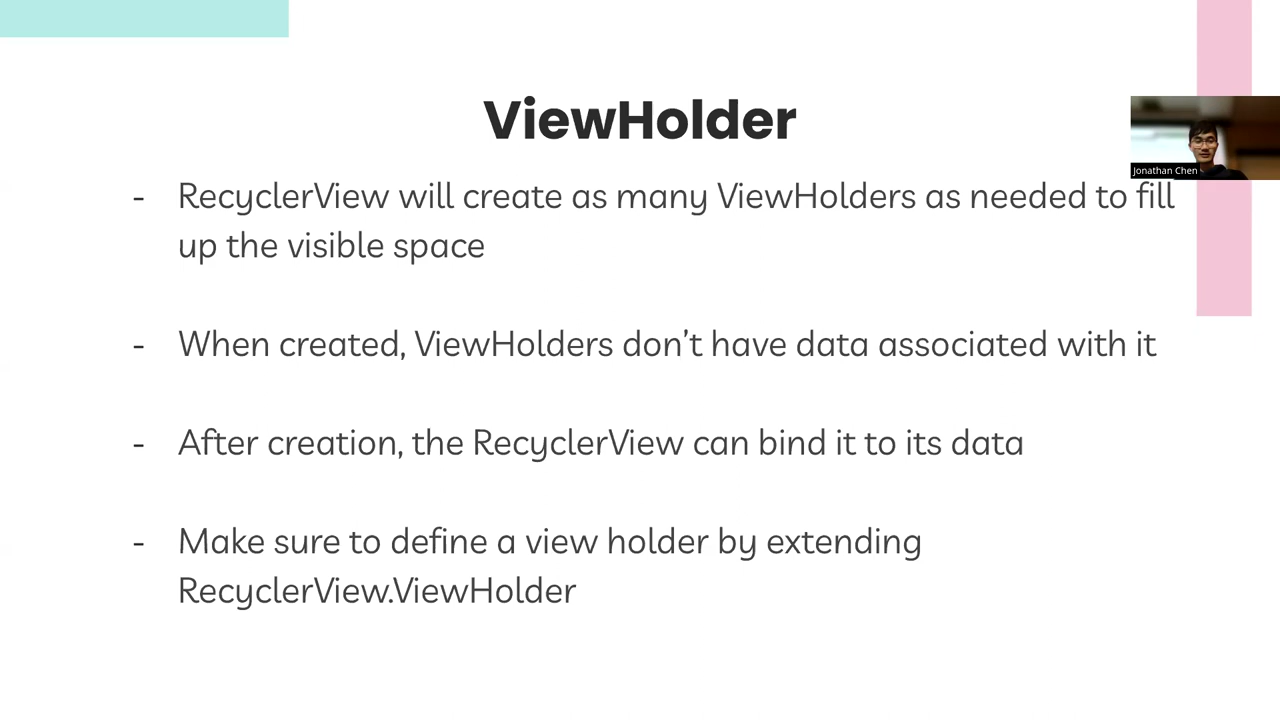 ViewHolder
Jonathan Chen
- RecyclerView will create as many ViewHolders as needed to fill
up the visible space
- When created, ViewHolders don’t have data associated with it
- After creation, the RecyclerView can bind it to its data
- Make sure to define a view holder by extending
RecyclerView.ViewHolder